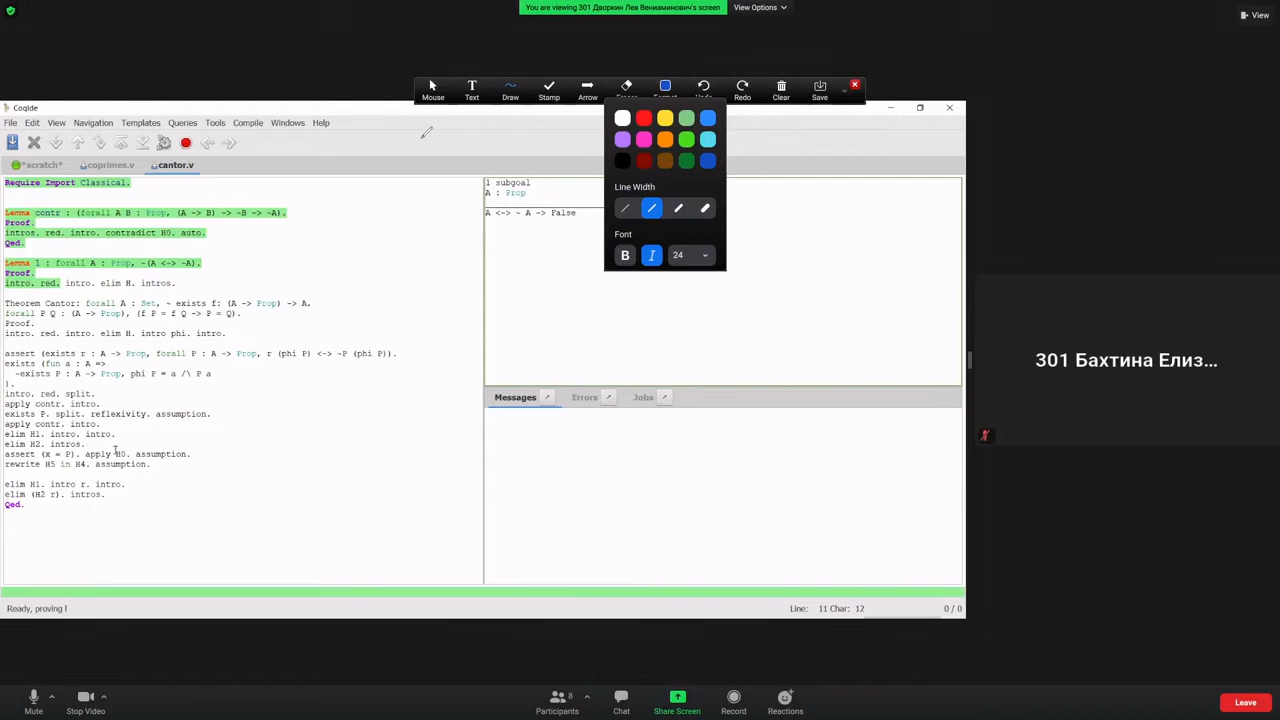 You are viewing 301 Дворкин Лев Вениаминович's screen
View Options
View
Mouse
Text
Draw
Stamp
Arrow
Redo
Clear
Save
CoqIde
File Edit View Navigation Templates Queries Tools Compile Windows Help
*scratch*
coprimes.v
cantor.v
Require Import Classical.
Lemma contr : (forall A B : Prop, (A -> B) -> ~B -> ~A).
Proof.
intros. red. intro. contradict H0. auto.
Qed.
Lemma l : forall A : Prop, ~(A <-> ~A).
Proof.
intro. red. intro. elim H. intros.
Theorem Cantor: forall A : Set, ~ exists f: (A -> Prop) -> A,
forall P Q : (A -> Prop), (f P = f Q -> P = Q).
Proof.
intro. red. intro. elim H. intro phi. intro.
assert (exists r : A -> Prop, forall P : A -> Prop, r (phi P) <-> ~P (phi P)).
exists (fun a : A =>
~exists P : A -> Prop, phi P = a /\ P a
).
intro. red. split.
apply contr. intro.
exists P. split. reflexivity. assumption.
apply contr. intro.
elim H1. intro. intro.
elim H2. intros.
assert (x = P). apply H0. assumption.
rewrite H5 in H4. assumption.
elim H1. intro r. intro.
elim (H2 r). intros.
Qed.
1 subgoal
A : Prop
A <-> ~ A -> False
Line Width
Font
B
I
24
Messages
Errors
Jobs
Ready, proving l
Line: 11 Char: 12
0 / 0
301 Бахтина Елиз...
Mute
Stop Video
Participants
8
Chat
Share Screen
Record
Reactions
Leave